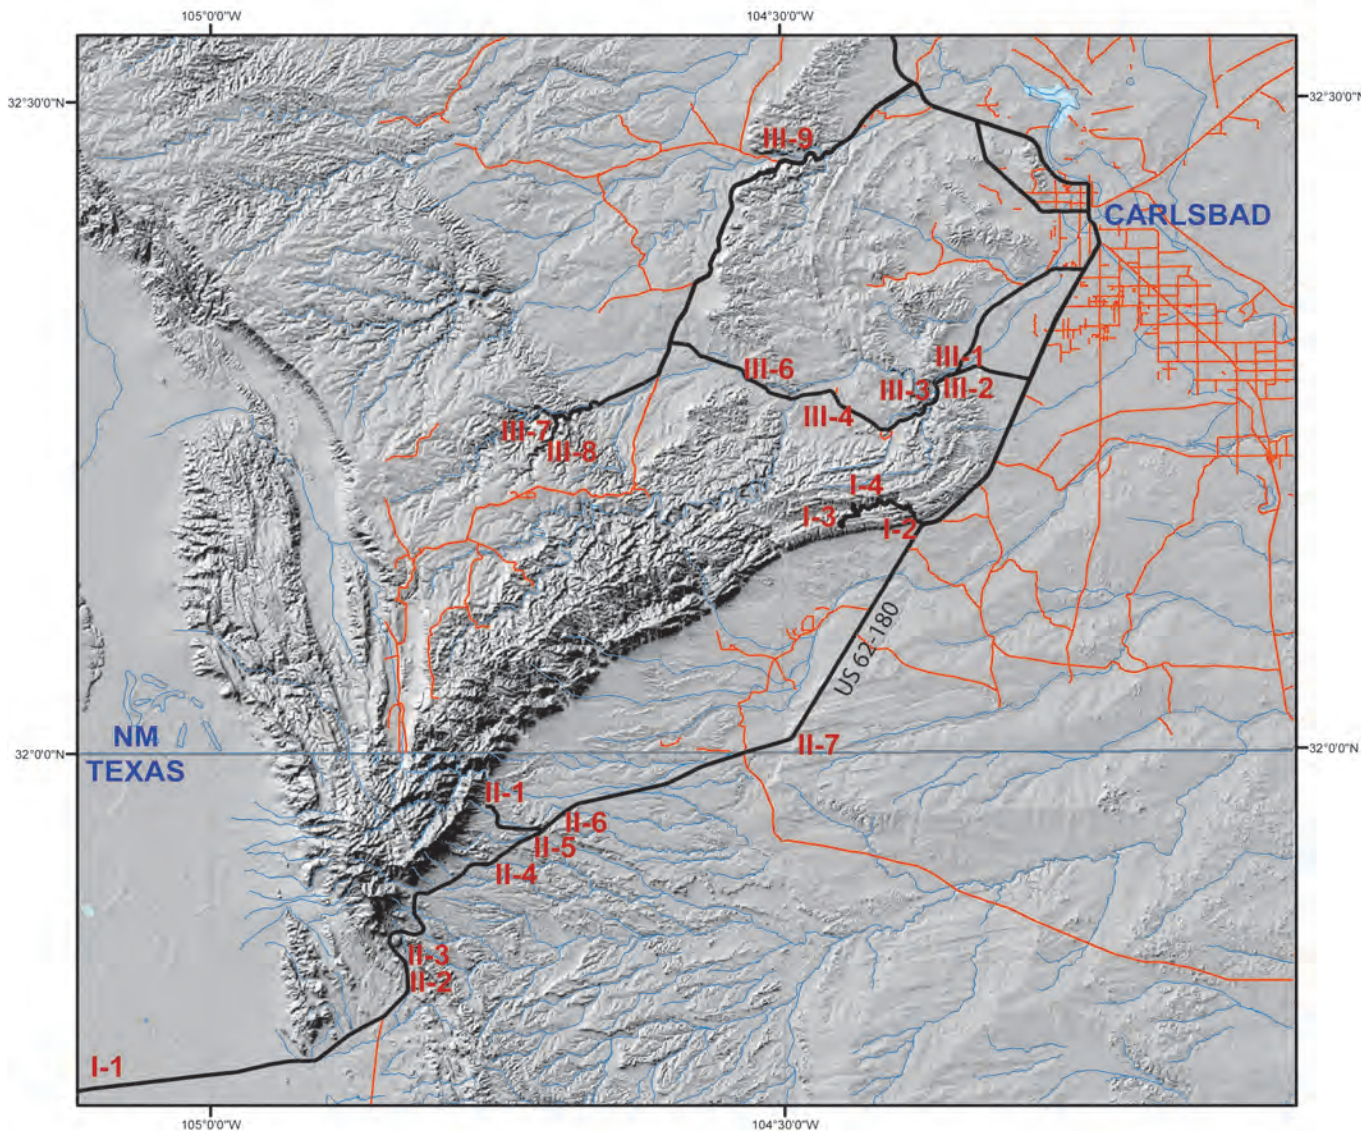 105°0'0"W
104°30'0"W
32°30'0"N
32°30'0"N
III-9
CARLSBAD
III-1
III-6
III-3
III-2
III-4
III-7
III-8
I-4
I-3
I-2
US 62-180
NM
II-7
32°0'0"N
32°0'0"N
TEXAS
II-1
II-6
II-5
II-4
II-3
II-2
I-1
105°0'0"W
104°30'0"W